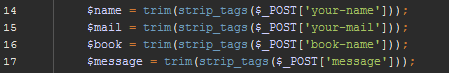 14 $name = trim(strip_tags($_POST['your-name']));
15 $mail = trim(strip_tags($_POST['your-mail']));
16 $book = trim(strip_tags($_POST['book-name']));
17 $message = trim(strip_tags($_POST['message']));